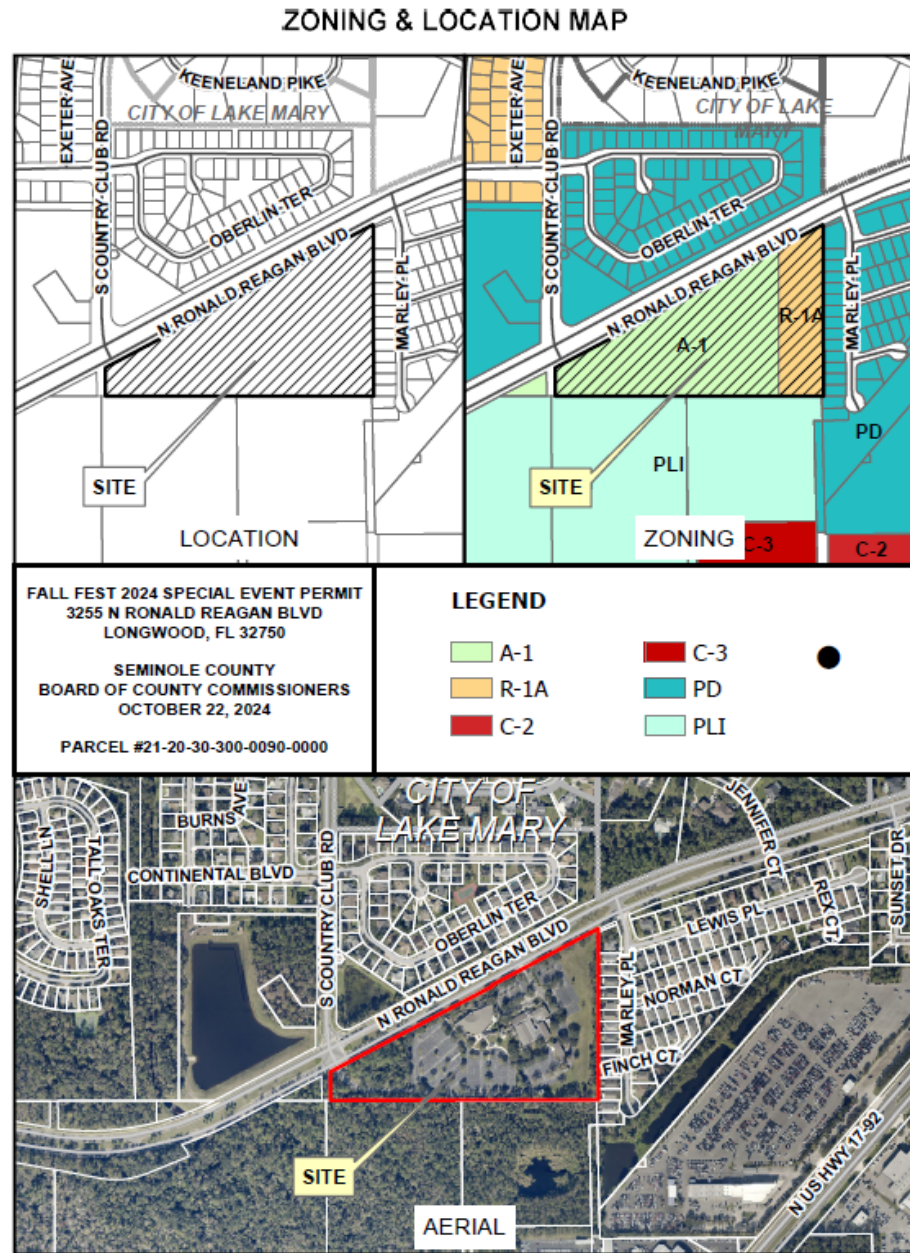 ZONING & LOCATION MAP
KEENELAND PIKE
CITY OF LAKE MARY
EXETER AVE
S COUNTRY CLUB RD
OBERLIN TER
N RONALD REAGAN BLVD
MARLEY PL
SITE
LOCATION
KEENELAND PIKE
CITY OF LAKE
MARY
EXETER AVE
S COUNTRY CLUB RD
OBERLIN TER
N RONALD REAGAN BLVD
R-1A
A-1
MARLEY PL
PD
PLI
SITE
ZONING
C-3
C-2
FALL FEST 2024 SPECIAL EVENT PERMIT
3255 N RONALD REAGAN BLVD
LONGWOOD, FL 32750
SEMINOLE COUNTY
BOARD OF COUNTY COMMISSIONERS
OCTOBER 22, 2024
PARCEL #21-20-30-300-0090-0000
LEGEND
A-1
R-1A
C-2
C-3
PD
PLI
CITY OF
LAKE MARY
BURNS AVE
SHELL LN
TALL OAKS TER
CONTINENTAL BLVD
S COUNTRY CLUB RD
OBERLIN TER
N RONALD REAGAN BLVD
JENNIFER CT
LEWIS PL
REX CT
SUNSET DR
MARLEY PL
NORMAN CT
FINCH CT
N US HWY 17-92
SITE
AERIAL